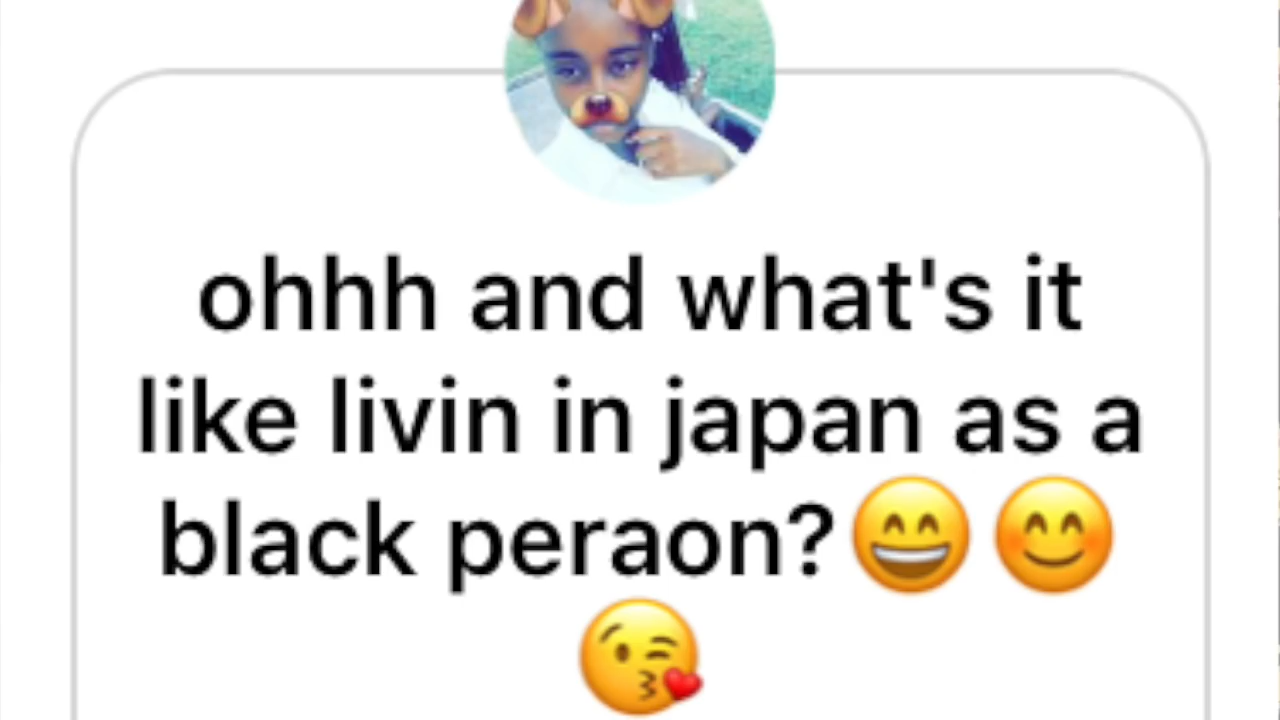 ohhh and what's it
like livin in japan as a
black peraon?😄😊
😘